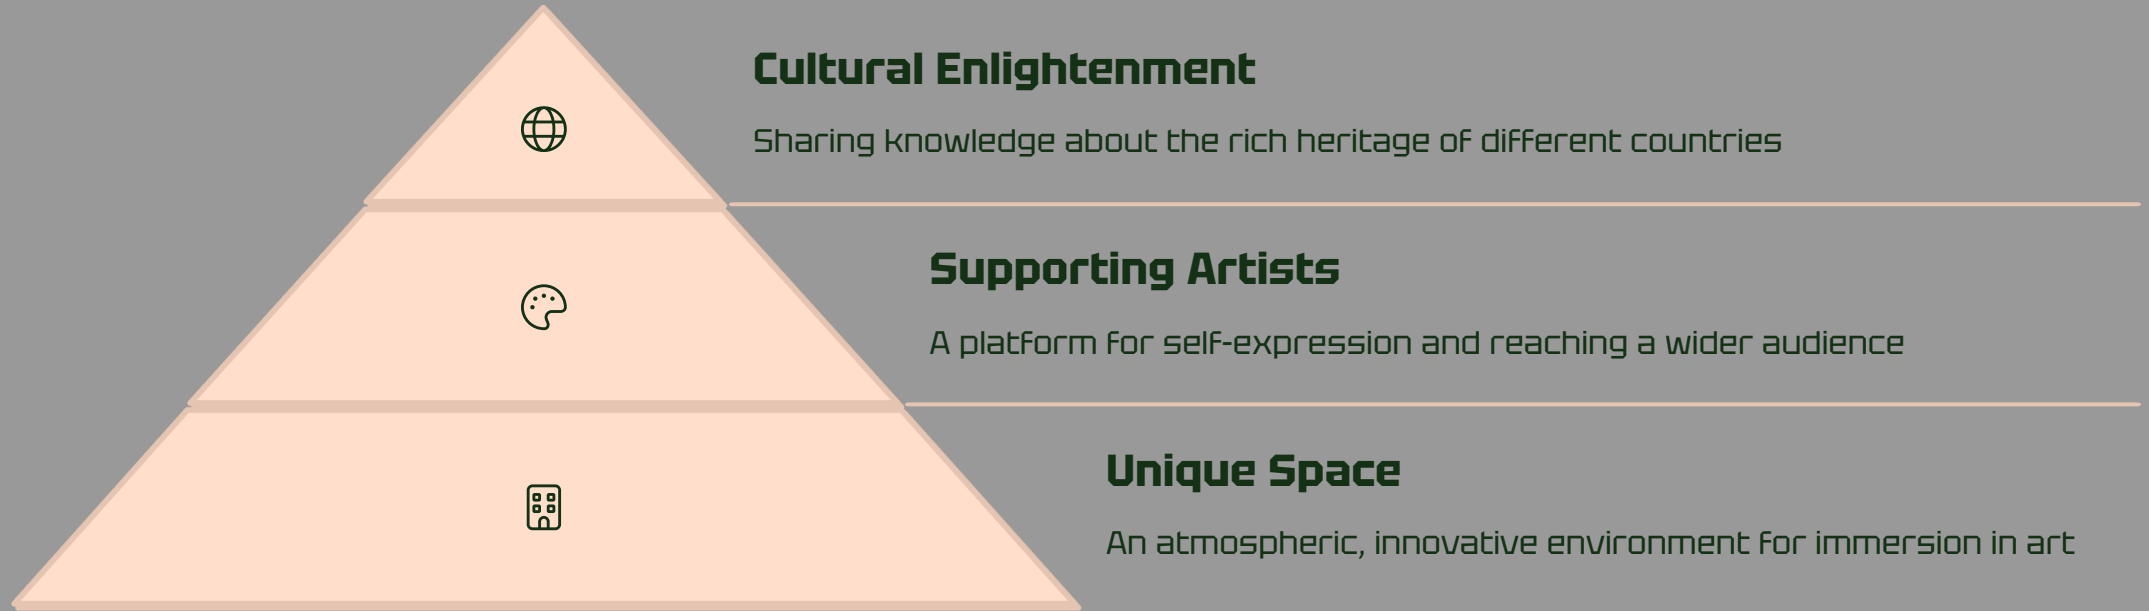 Cultural Enlightenment
Sharing knowledge about the rich heritage of different countries
Supporting Artists
A platform for self-expression and reaching a wider audience
Unique Space
An atmospheric, innovative environment for immersion in art